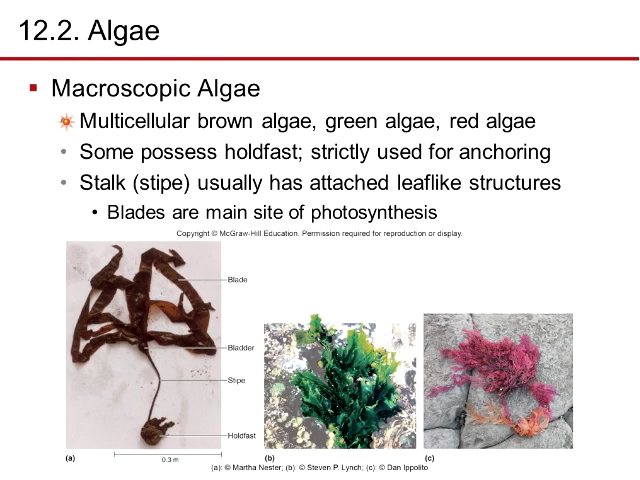 12.2. Algae
Macroscopic Algae
Multicellular brown algae, green algae, red algae
Some possess holdfast; strictly used for anchoring
Stalk (stipe) usually has attached leaflike structures
Blades are main site of photosynthesis
Copyright © McGraw-Hill Education. Permission required for reproduction or display.
Blade
Bladder
Stipe
Holdfast
(a)
0.3 m
(b)
(c)
(a): © Martha Nester; (b): © Steven P. Lynch; (c): © Dan Ippolito